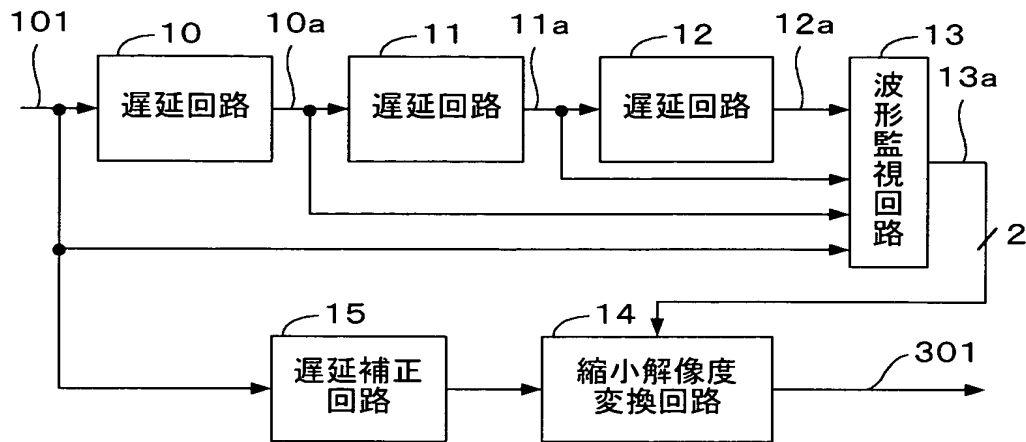 101
10
10a
11
11a
12
12a
13
13a
遅延回路
遅延回路
遅延回路
波形監視回路
2
15
14
301
遅延補正
回路
縮小解像度
変換回路